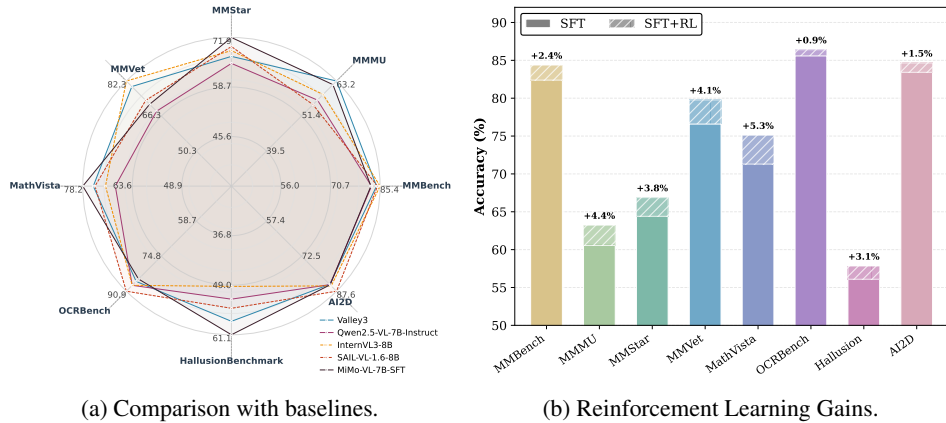 MMStar
71.9
MMMU
63.2
MMVet
82.3
58.7
51.4
66.3
45.6
39.5
50.3
MathVista
78.2
63.6
48.9
56.0
70.7
MMBench
85.4
58.7
57.4
36.8
74.8
72.5
49.0
OCRBench
90.9
AI2D
87.6
61.1
HallusionBenchmark
Valley3
Qwen2.5-VL-7B-Instruct
InternVL3-8B
SAIL-VL-1.6-8B
MiMo-VL-7B-SFT
(a) Comparison with baselines.
SFT
SFT+RL
Accuracy (%)
90
85
80
75
70
65
60
55
50
+2.4%
+4.4%
+3.8%
+4.1%
+5.3%
+0.9%
+3.1%
+1.5%
MMBench
MMMU
MMStar
MMVet
MathVista
OCRBench
Hallusion
AI2D
(b) Reinforcement Learning Gains.